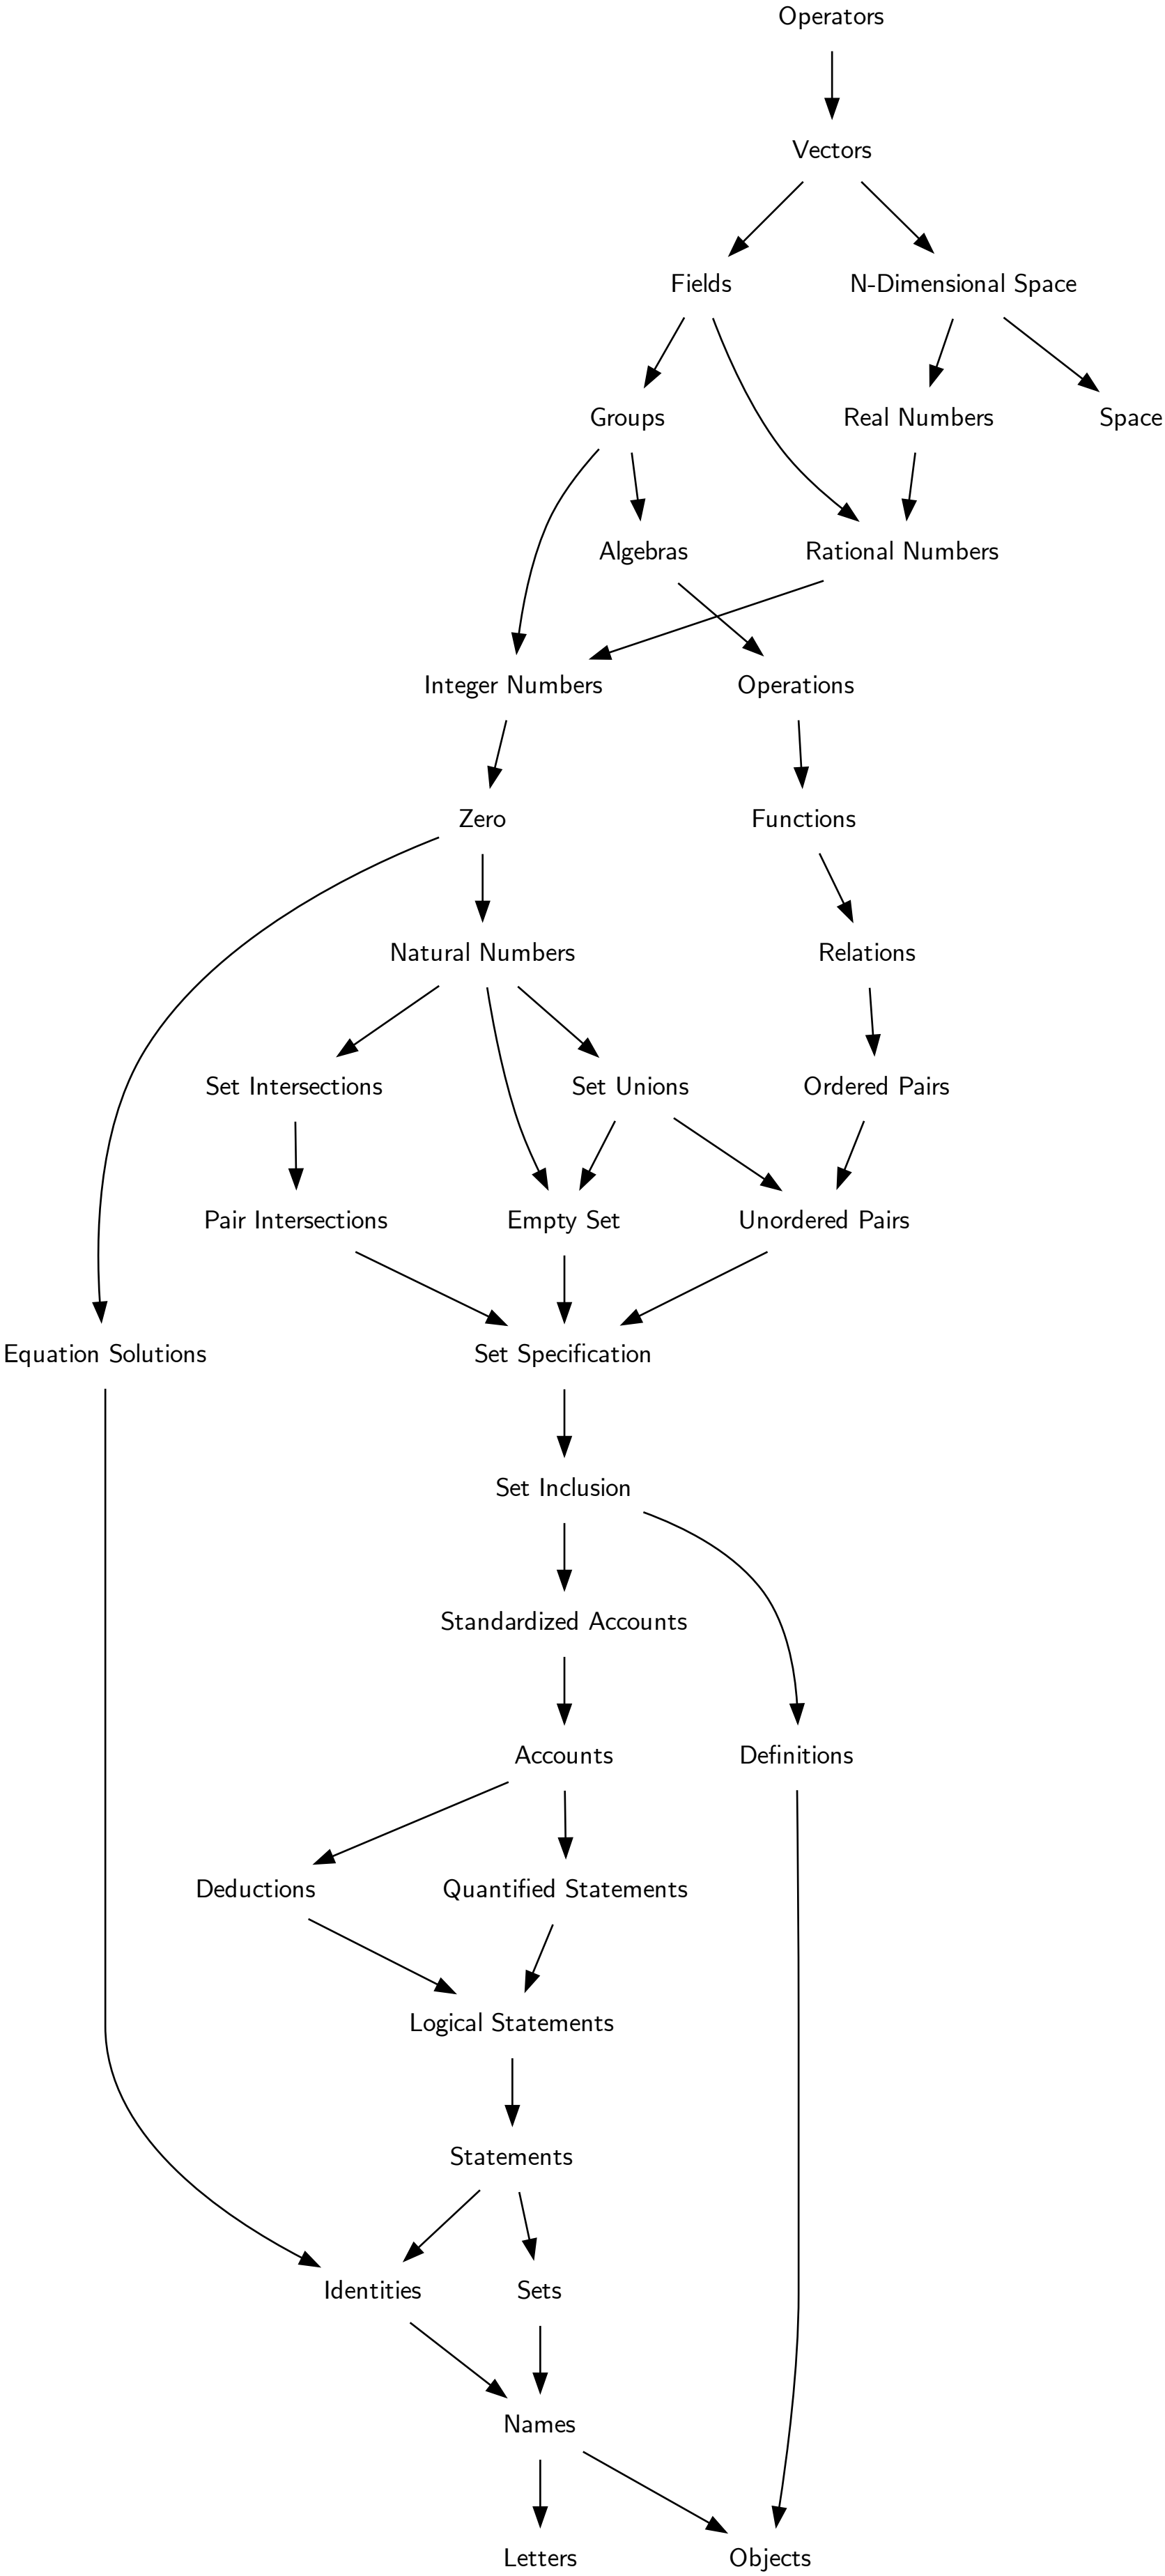 Operators
Vectors
Fields
N-Dimensional Space
Groups
Real Numbers
Space
Algebras
Rational Numbers
Integer Numbers
Operations
Zero
Functions
Natural Numbers
Relations
Set Intersections
Set Unions
Ordered Pairs
Pair Intersections
Empty Set
Unordered Pairs
Equation Solutions
Set Specification
Set Inclusion
Standardized Accounts
Accounts
Definitions
Deductions
Quantified Statements
Logical Statements
Statements
Identities
Sets
Names
Letters
Objects